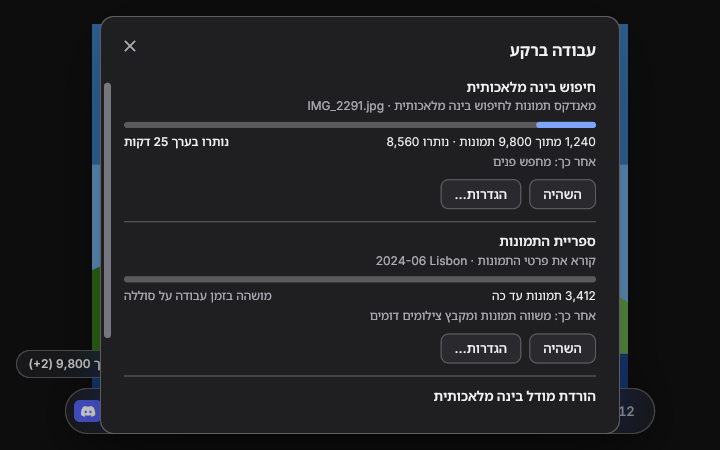 עבודה ברקע
חיפוש בינה מלאכותית
מאנדקס תמונות לחיפוש בינה מלאכותית · IMG_2291.jpg
1,240 מתוך 9,800 תמונות · נותרו 8,560
נותרו בערך 25 דקות
אחר כך: מחפש פנים
השהיה
הגדרות...
ספריית התמונות
קורא את פרטי התמונות · 2024-06 Lisbon
3,412 תמונות עד כה
מושהה בזמן עבודה על סוללה
אחר כך: משווה תמונות ומקבץ צילומים דומים
השהיה
הגדרות...
הורדת מודל בינה מלאכותית
9,800 (+2)
12